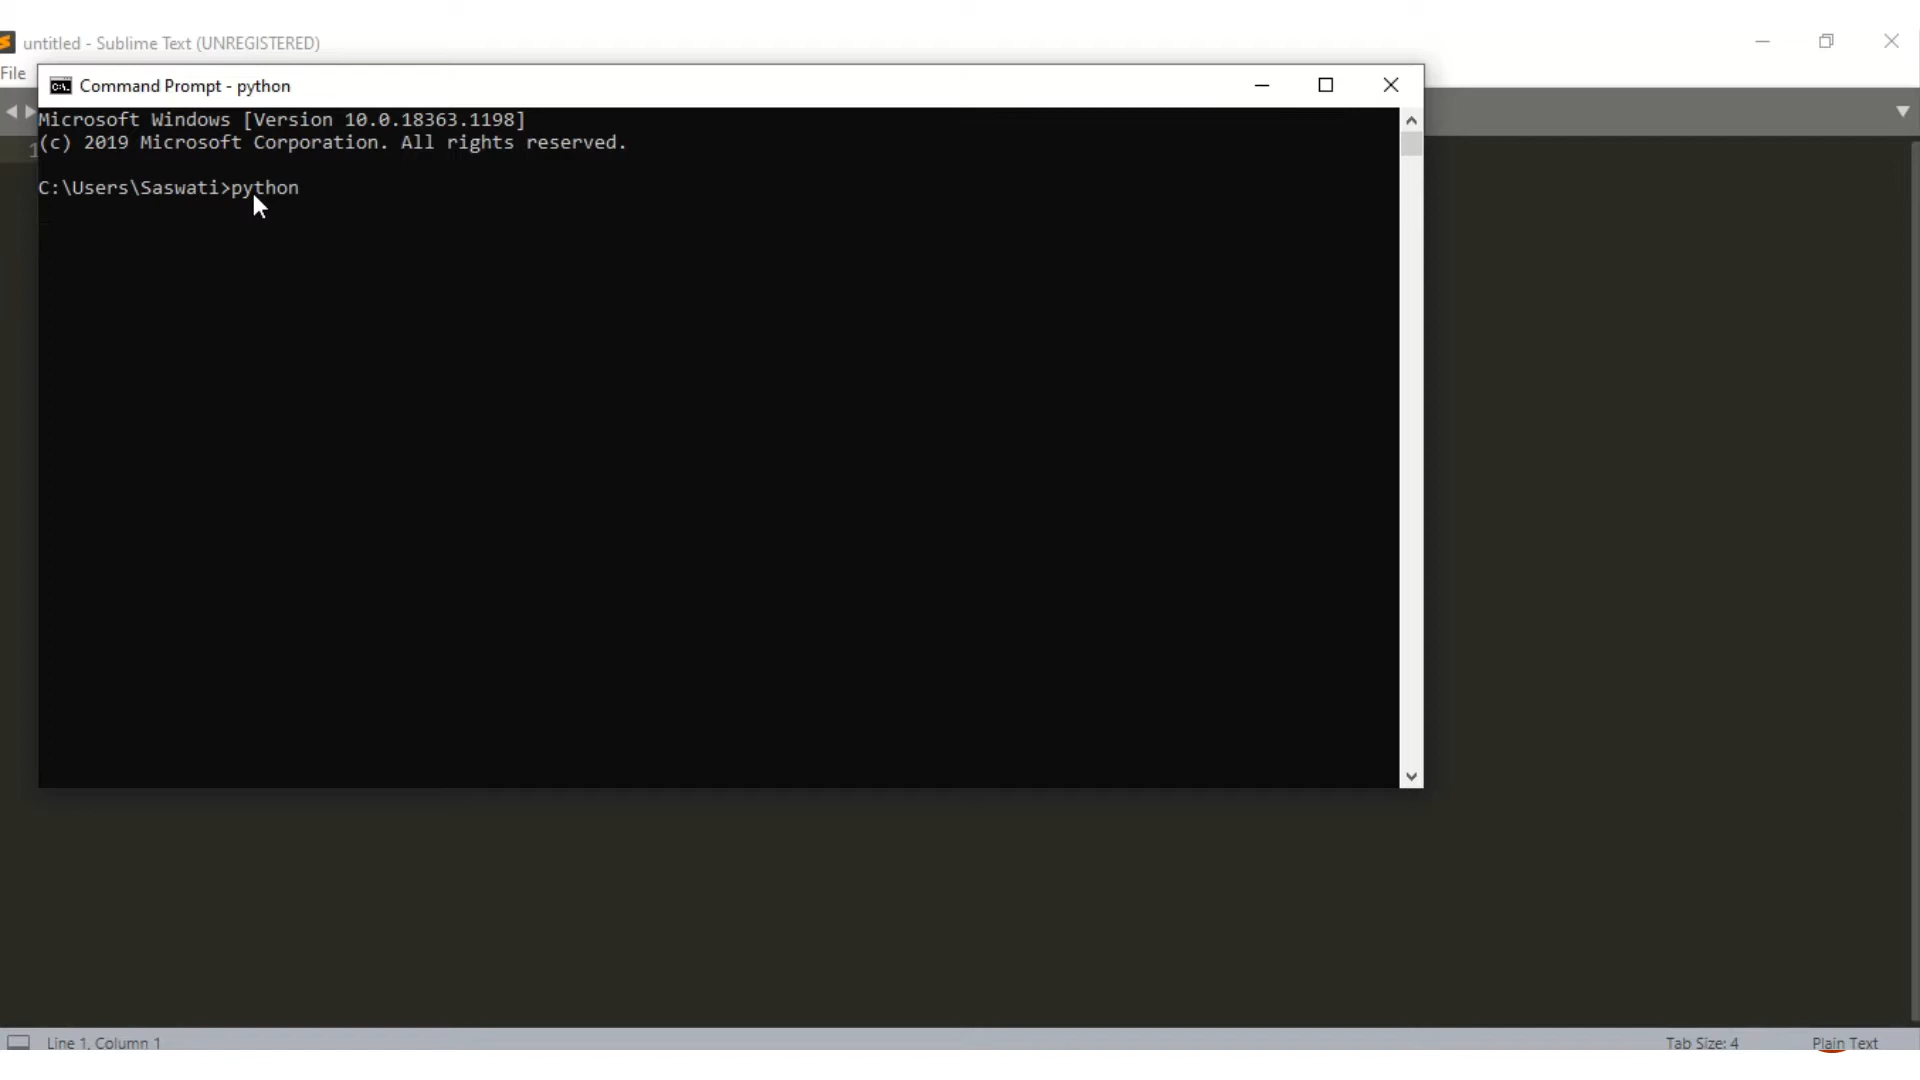 untitled - Sublime Text (UNREGISTERED)
File
Command Prompt - python
Microsoft Windows [Version 10.0.18363.1198]
(c) 2019 Microsoft Corporation. All rights reserved.
1
C:\Users\Saswati>python
Line 1, Column 1
Tab Size: 4
Plain Text